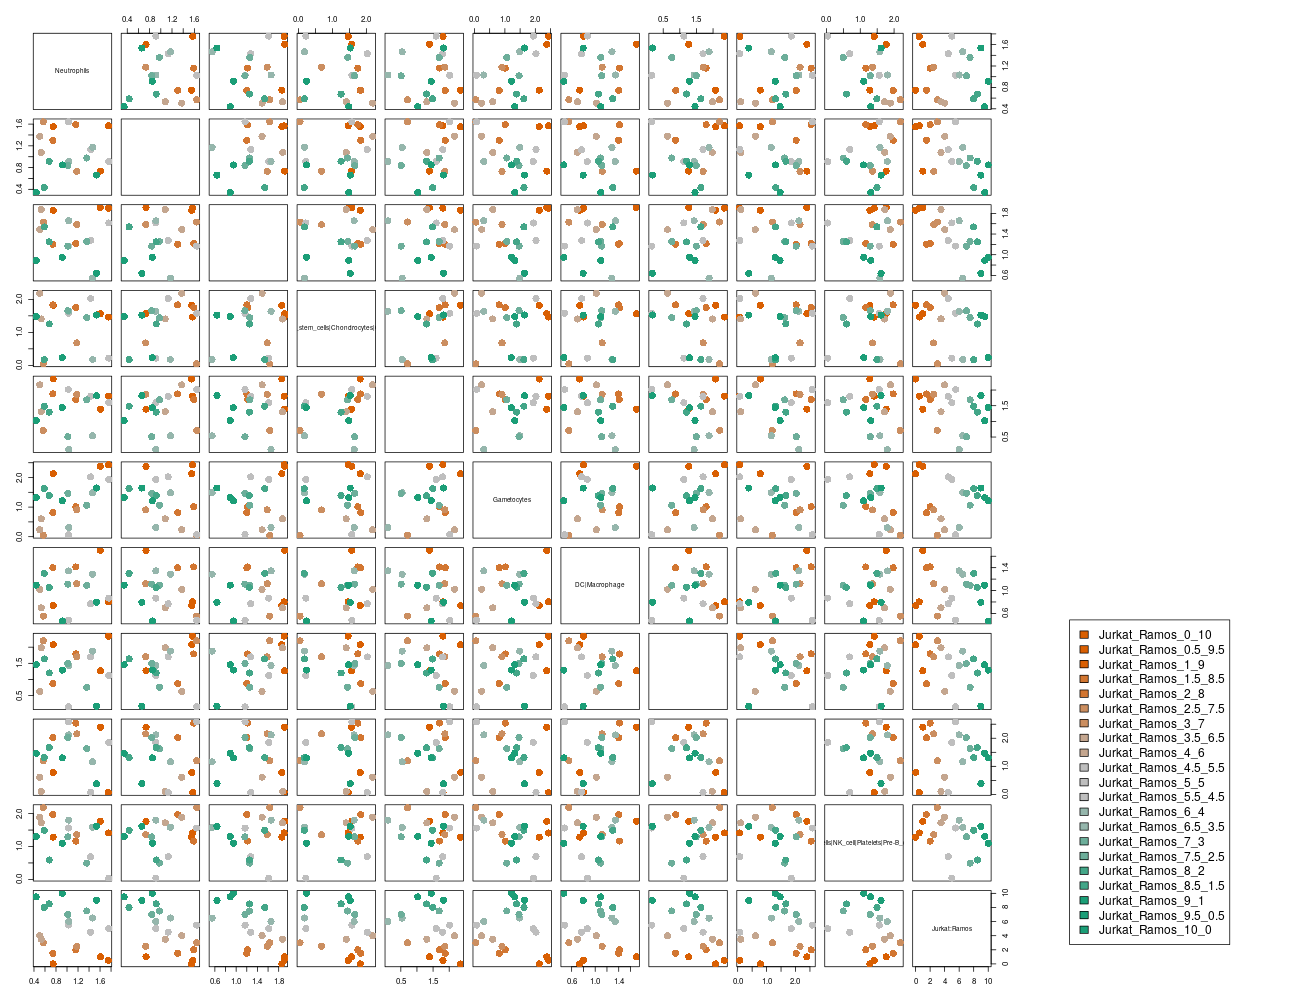 0.4 0.8 1.2 1.6 0.0 1.0 2.0 0.0 1.0 2.0 0.5 1.5 0.0 1.0 2.0
Neutrophils
0.4 0.8 1.2 1.6
0.4 0.8 1.2 1.6
0.6 1.0 1.4 1.8
0.0 1.0 2.0
stem_cells|Chondrocytes|
0.5 1.5
0.0 1.0 2.0
Gametocytes
DC|Macrophage
0.6 1.0 1.4
0.5 1.5
0.0 1.0 2.0
0.0 1.0 2.0
|NK_cell|Platelets|Pre-B_
Jurkat:Ramos
0 2 4 6 8 10
0.4 0.8 1.2 1.6 0.6 1.0 1.4 1.8 0.5 1.5 0.6 1.0 1.4 0.0 1.0 2.0 0 2 4 6 8 10
Jurkat_Ramos_0_10
Jurkat_Ramos_0.5_9.5
Jurkat_Ramos_1_9
Jurkat_Ramos_1.5_8.5
Jurkat_Ramos_2_8
Jurkat_Ramos_2.5_7.5
Jurkat_Ramos_3_7
Jurkat_Ramos_3.5_6.5
Jurkat_Ramos_4_6
Jurkat_Ramos_4.5_5.5
Jurkat_Ramos_5_5
Jurkat_Ramos_5.5_4.5
Jurkat_Ramos_6_4
Jurkat_Ramos_6.5_3.5
Jurkat_Ramos_7_3
Jurkat_Ramos_7.5_2.5
Jurkat_Ramos_8_2
Jurkat_Ramos_8.5_1.5
Jurkat_Ramos_9_1
Jurkat_Ramos_9.5_0.5
Jurkat_Ramos_10_0